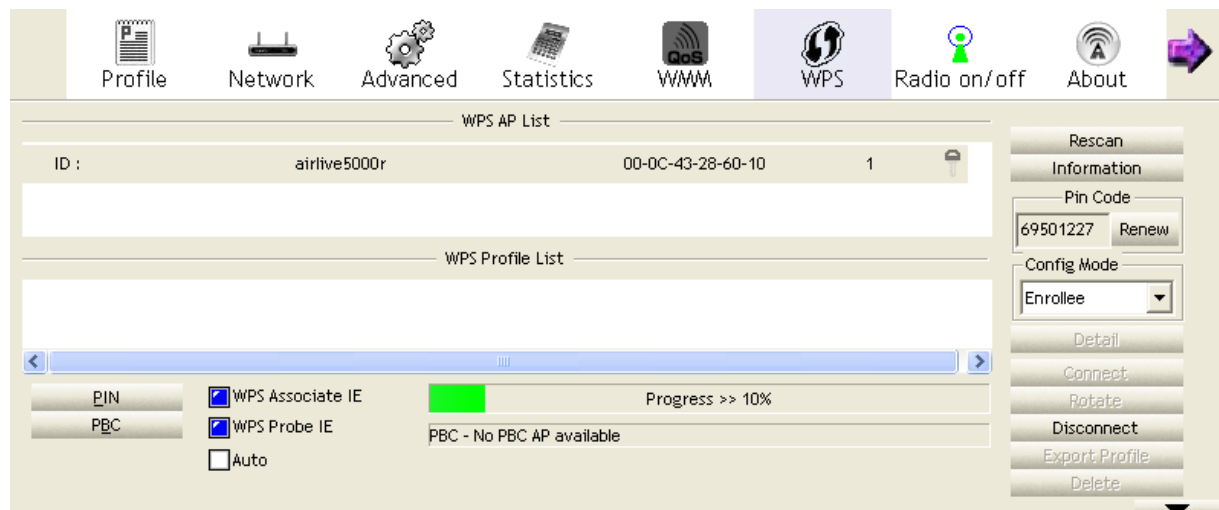 Profile Network Advanced Statistics QoS WMM WPS Radio on/off About
WPS AP List
ID : airlive5000r 00-0C-43-28-60-10 1
WPS Profile List
Rescan
Information
Pin Code
69501227 Renew
Config Mode
Enrollee
Detail
Connect
Rotate
Disconnect
Export Profile
Delete
PIN
PBC
WPS Associate IE
WPS Probe IE
Auto
Progress >> 10%
PBC - No PBC AP available